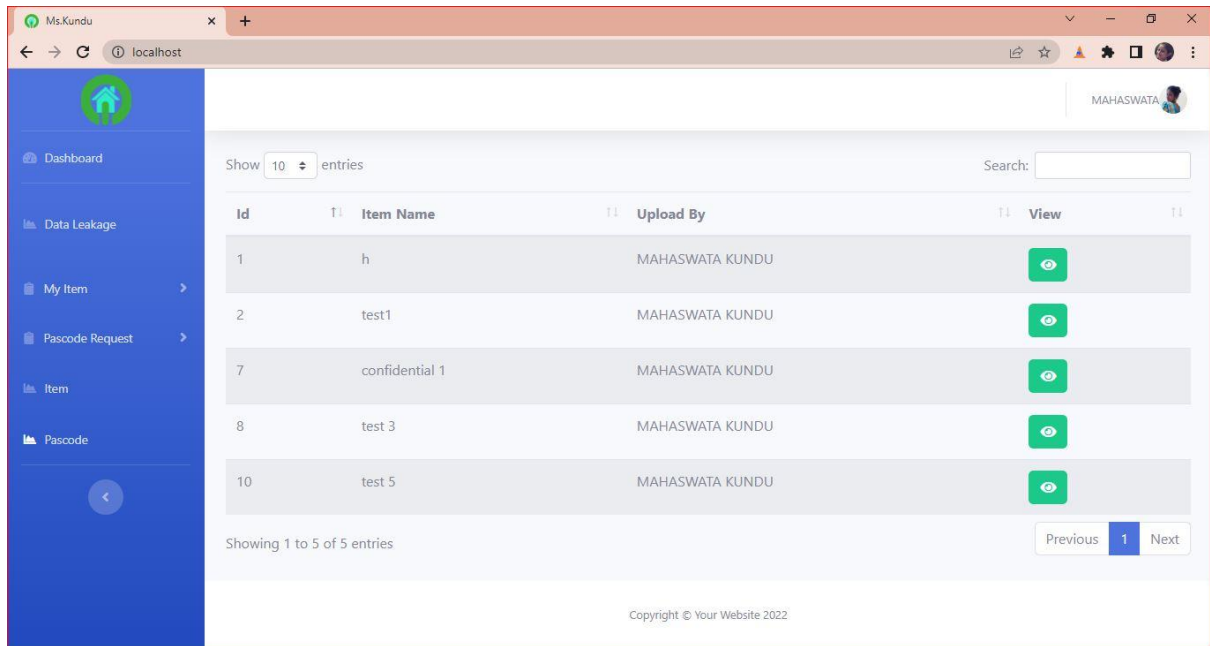 Ms.Kundu
localhost
MAHASWATA
Dashboard
Data Leakage
My Item
Pascode Request
Item
Pascode
Show 10 entries
Search:
Id Item Name Upload By View
1 h MAHASWATA KUNDU
2 test1 MAHASWATA KUNDU
7 confidential 1 MAHASWATA KUNDU
8 test 3 MAHASWATA KUNDU
10 test 5 MAHASWATA KUNDU
Showing 1 to 5 of 5 entries
Previous 1 Next
Copyright © Your Website 2022